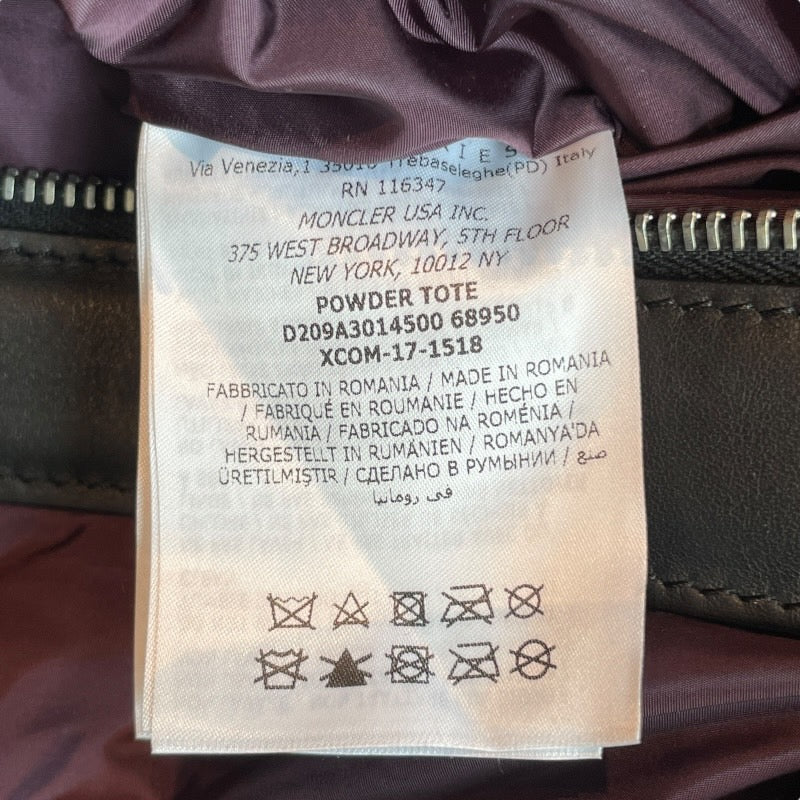 I E S
Via Venezia,1 35010 Trebaseleghe(PD) Italy
RN 116347
MONCLER USA INC.
375 WEST BROADWAY, 5TH FLOOR
NEW YORK, 10012 NY
POWDER TOTE
D209A3014500 68950
XCOM-17-1518
FABBRICATO IN ROMANIA / MADE IN ROMANIA
/ FABRIQUÉ EN ROUMANIE / HECHO EN
RUMANIA / FABRICADO NA ROMÉNIA /
HERGESTELLT IN RUMÄNIEN / ROMANYA'DA
ÜRETILMIŞTIR / СДЕЛАНО В РУМЫНИИ / صنع
في رومانيا